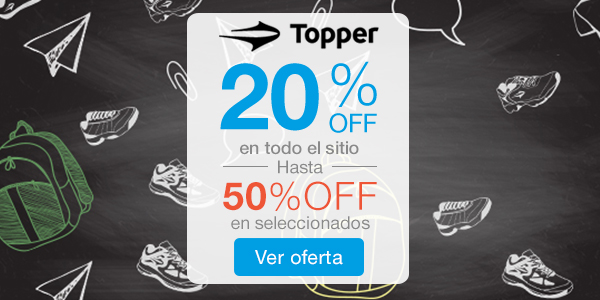 Topper
20%
OFF
en todo el sitio
Hasta
50%OFF
en seleccionados
Ver oferta